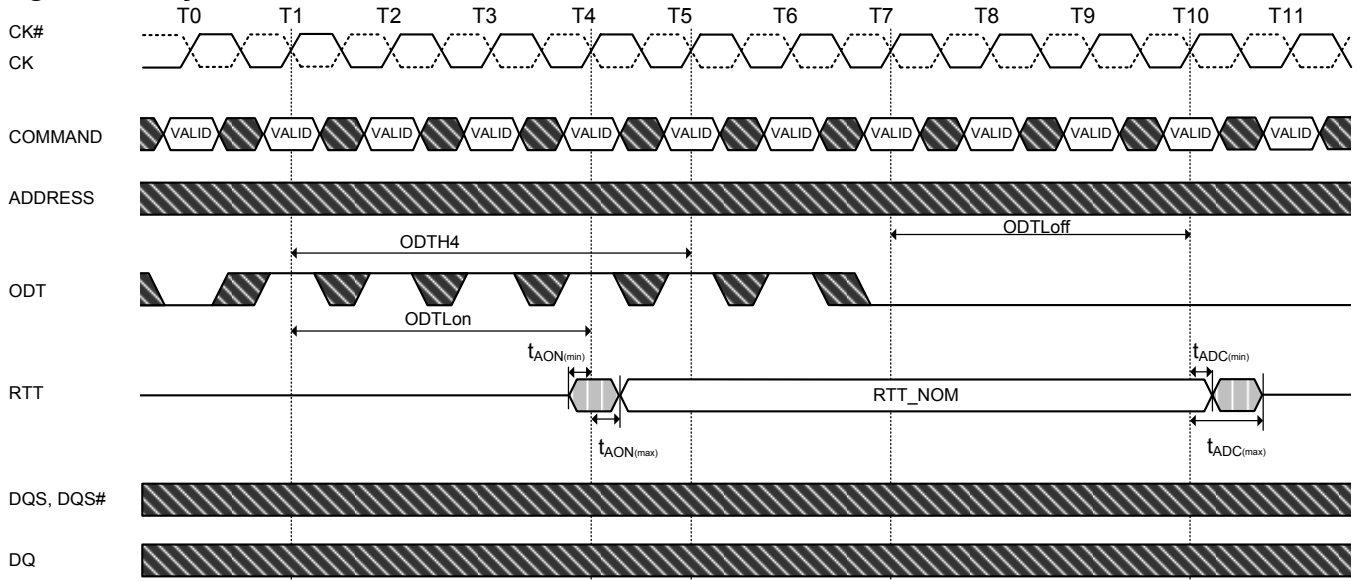 T0 T1 T2 T3 T4 T5 T6 T7 T8 T9 T10 T11
CK#
CK
COMMAND VALID VALID VALID VALID VALID VALID VALID VALID VALID VALID VALID VALID
ADDRESS
ODTLoff
ODTH4
ODT
ODTLon
tAON(min) tADC(min)
RTT RTT_NOM
tAON(max) tADC(max)
DQS, DQS#
DQ